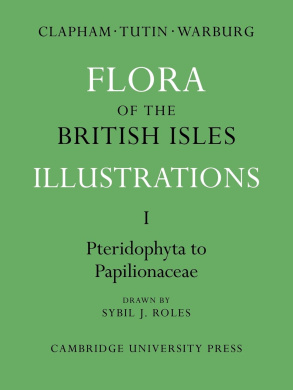 CLAPHAM · TUTIN · WARBURG
FLORA
OF THE
BRITISH ISLES
ILLUSTRATIONS
I
Pteridophyta to
Papilionaceae
DRAWN BY
SYBIL J. ROLES
CAMBRIDGE UNIVERSITY PRESS